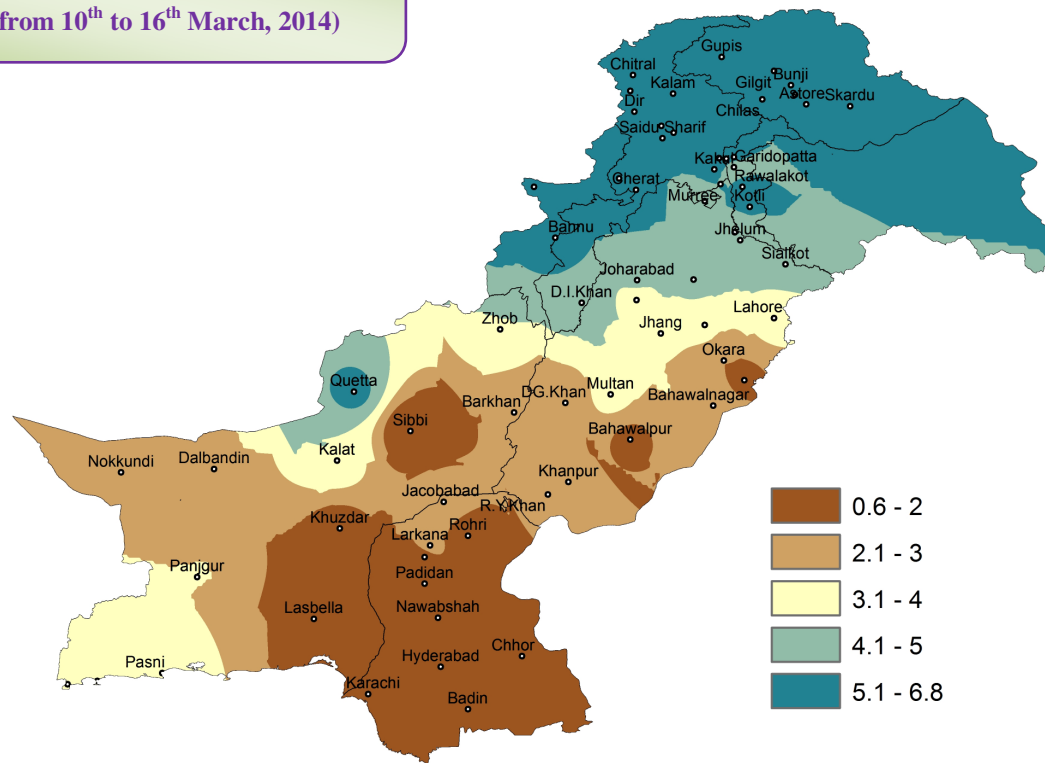 from 10th to 16th March, 2014)
Gupis
Chitral
Bunji
Kalam
Gilgit
Astore Skardu
Dir
Chilas
Saidu Sharif
Garidopatta
Rawalakot
Cherat
Murree
Kotli
Bannu
Jhelum
Sialkot
Joharabad
D.I.Khan
Zhob
Lahore
Jhang
Okara
Quetta
Multan
DG.Khan
Barkhan
Bahawalnagar
Sibbi
Bahawalpur
Kalat
Dalbandin
Nokkundi
Khanpur
Jacobabad
R.Y.Khan
Khuzdar
Rohri
Larkana
Panjgur
Padidan
Lasbella
Nawabshah
Chhor
Hyderabad
Pasni
Karachi
Badin
0.6 - 2
2.1 - 3
3.1 - 4
4.1 - 5
5.1 - 6.8